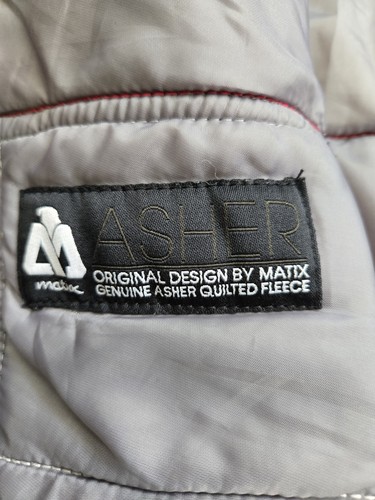 ASHER
matix
ORIGINAL DESIGN BY MATIX
GENUINE ASHER QUILTED FLEECE